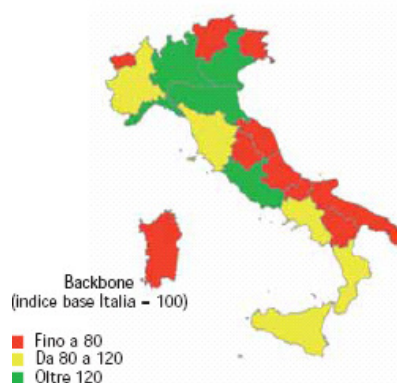 Backbone
(indice base Italia = 100)
Fino a 80
Da 80 a 120
Oltre 120